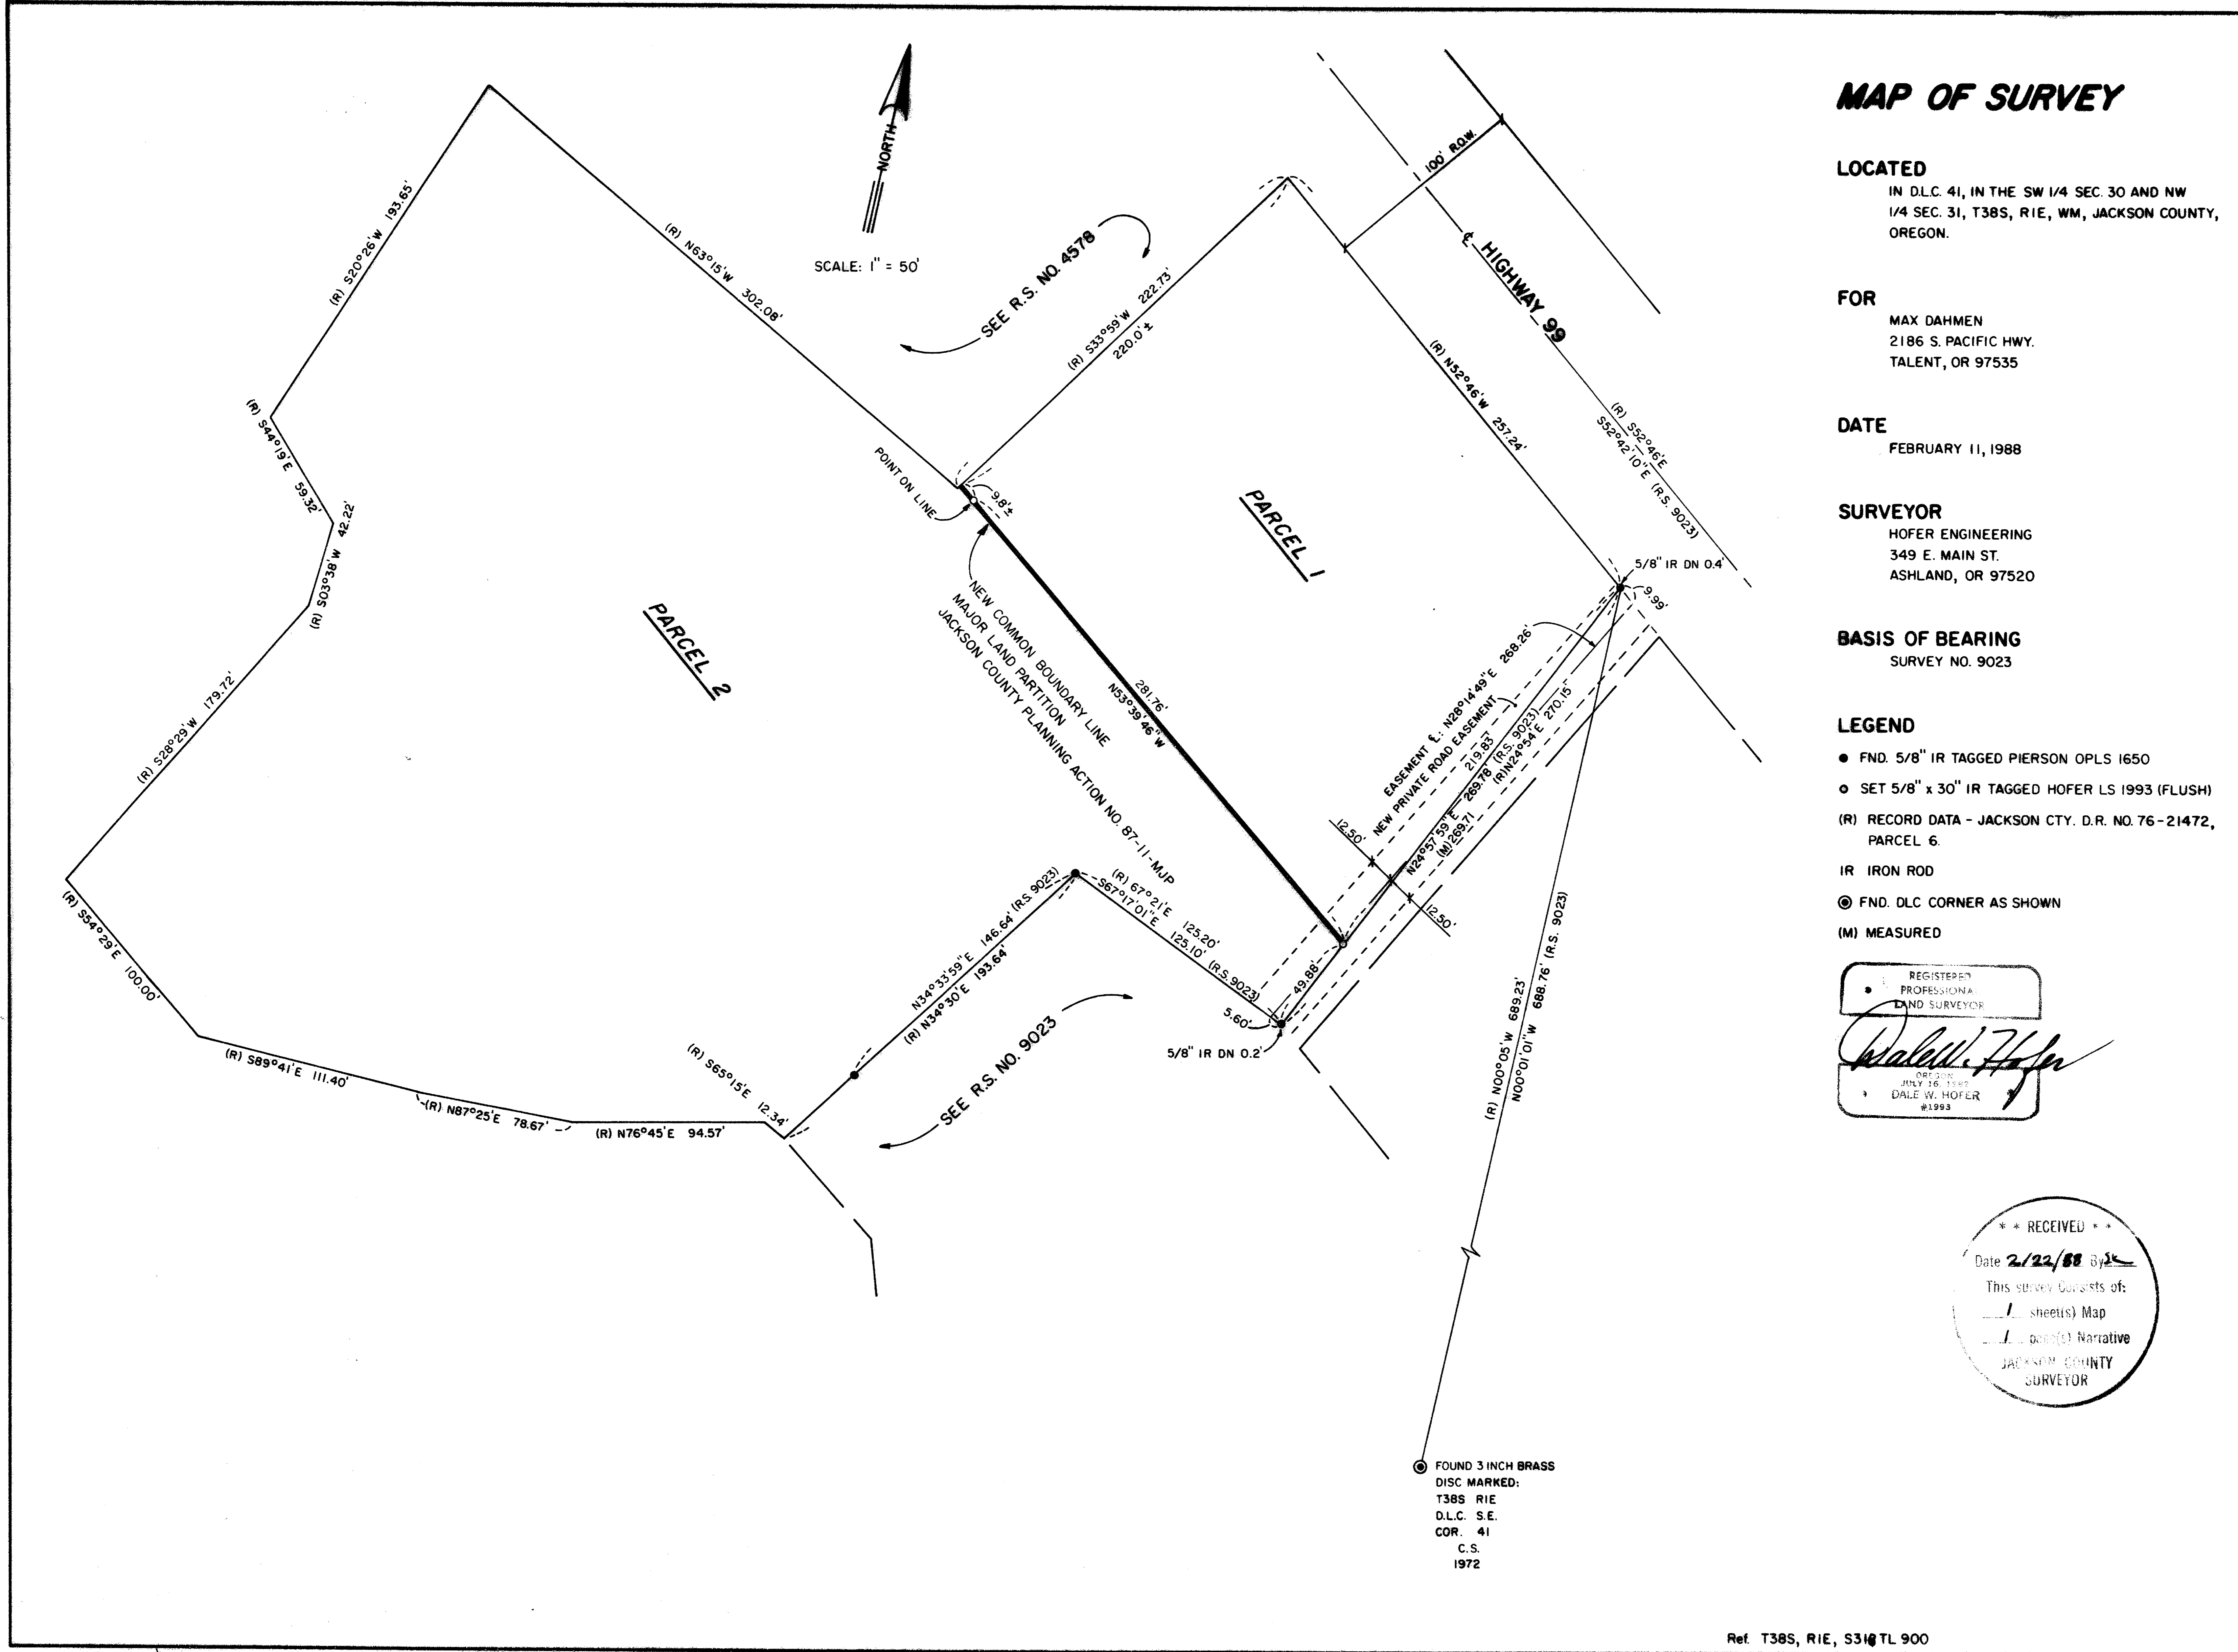 MAP OF SURVEY
LOCATED
IN D.L.C. 41, IN THE SW 1/4 SEC. 30 AND NW
1/4 SEC. 31, T38S, R1E, WM, JACKSON COUNTY,
OREGON.
FOR
MAX DAHMEN
2186 S. PACIFIC HWY.
TALENT, OR 97535
DATE
FEBRUARY 11, 1988
SURVEYOR
HOFER ENGINEERING
349 E. MAIN ST.
ASHLAND, OR 97520
BASIS OF BEARING
SURVEY NO. 9023
LEGEND
FND. 5/8" IR TAGGED PIERSON OPLS 1650
SET 5/8" x 30" IR TAGGED HOFER LS 1993 (FLUSH)
(R) RECORD DATA - JACKSON CTY. D.R. NO. 76-21472,
PARCEL 6.
IR IRON ROD
FND. DLC CORNER AS SHOWN
(M) MEASURED
REGISTERED
PROFESSIONAL
LAND SURVEYOR
Dale W. Hofer
OREGON
JULY 16, 1982
DALE W. HOFER
#1993
* * RECEIVED * *
Date 2/22/88 By SK
This survey Consists of:
1 sheet(s) Map
1 page(s) Narrative
JACKSON COUNTY
SURVEYOR
Ref. T38S, R1E, S31B TL 900
NORTH
SCALE: 1" = 50'
SEE R.S. NO. 4578
100' R.O.W.
℄ HIGHWAY 99
(R) S20°26'W 193.65'
(R) N63°15'W 302.08'
(R) S33°59'W 222.73'
220.0'±
(R) N52°46'W 257.24'
(R) S52°46'E
S52°42'10"E (R.S. 9023)
(R) S44°19'E 59.32'
(R) S03°38'W 42.22'
(R) S28°29'W 179.72'
(R) S54°29'E 100.00'
(R) S89°41'E 111.40'
(R) N87°25'E 78.67'
(R) N76°45'E 94.57'
(R) S65°15'E 12.34'
POINT ON LINE
9.8'±
PARCEL 1
PARCEL 2
NEW COMMON BOUNDARY LINE
MAJOR LAND PARTITION
JACKSON COUNTY PLANNING ACTION NO. 87-11-MJP
281.76'
N53°39'46"W
5/8" IR DN 0.4'
9.99'
EASEMENT ℄: N28°14'49"E 268.26'
NEW PRIVATE ROAD EASEMENT
219.83'
N24°57'59"E 269.78' (R.S. 9023)
(M) 269.71
(R) N24°54'E 270.15'
12.50'
12.50'
N34°33'59"E 146.64' (R.S. 9023)
(R) N34°30'E 193.64'
(R) 67°21'E 125.20'
S67°17'01"E 125.10' (R.S. 9023)
49.88'
5.60'
5/8" IR DN 0.2'
SEE R.S. NO. 9023
(R) N00°05'W 689.23'
N00°01'01"W 688.76' (R.S. 9023)
FOUND 3 INCH BRASS
DISC MARKED:
T38S R1E
D.L.C. S.E.
COR. 41
C.S.
1972